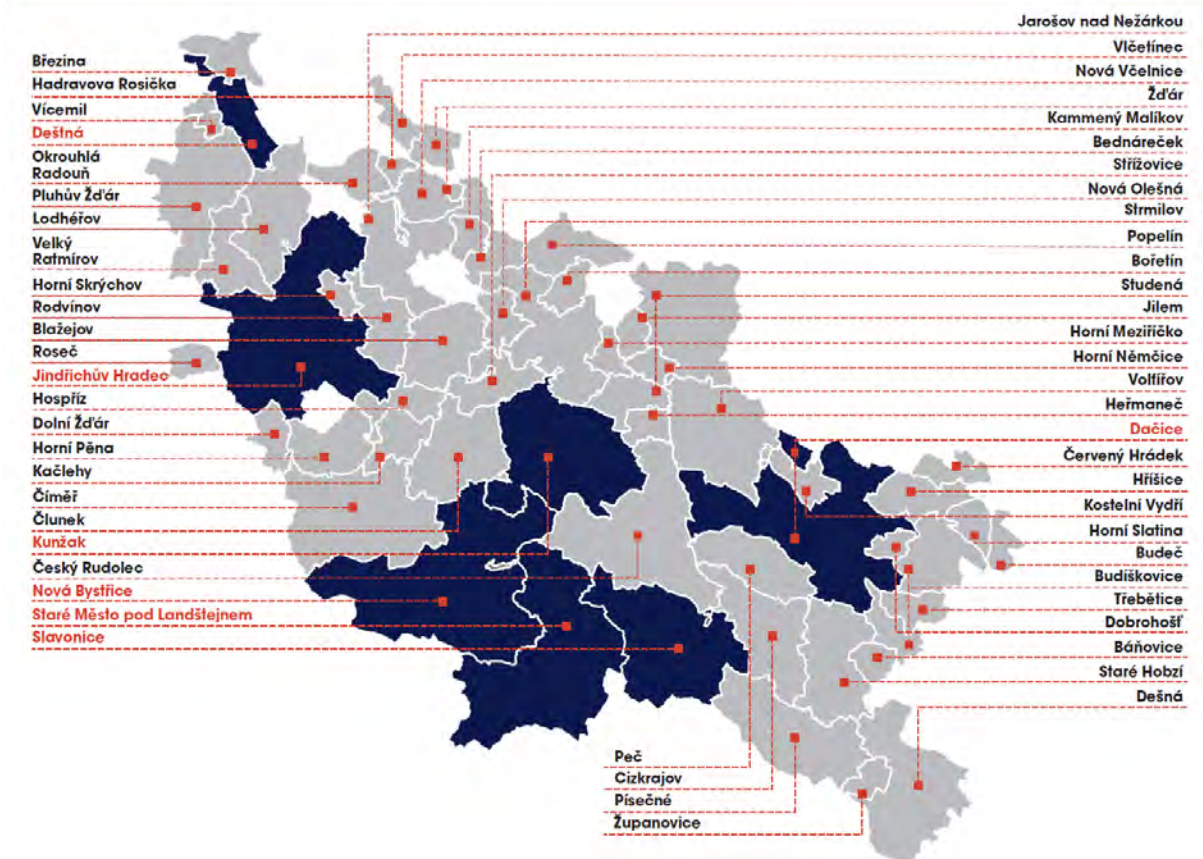 Březina
Hadravova Rosička
Vícemil
Deštná
Okrouhlá
Radouň
Pluhův Žďár
Lodhéřov
Velký
Ratmírov
Horní Skrýchov
Rodvínov
Blažejov
Roseč
Jindřichův Hradec
Hospříz
Dolní Žďár
Horní Pěna
Kačlehy
Číměř
Člunek
Kunžak
Český Rudolec
Nová Bystřice
Staré Město pod Landštejnem
Slavonice
Jarošov nad Nežárkou
Vlčetínec
Nová Včelnice
Žďár
Kammený Malíkov
Bednáreček
Střížovice
Nová Olešná
Strmilov
Popelín
Bořetín
Studená
Jilem
Horní Meziříčko
Horní Němčice
Volfířov
Heřmaneč
Dačice
Červený Hrádek
Hříšice
Kostelní Vydří
Horní Slatina
Budeč
Budíškovice
Třebětice
Dobrohošť
Báňovice
Staré Hobzí
Dešná
Peč
Cizkrajov
Písečné
Županovice